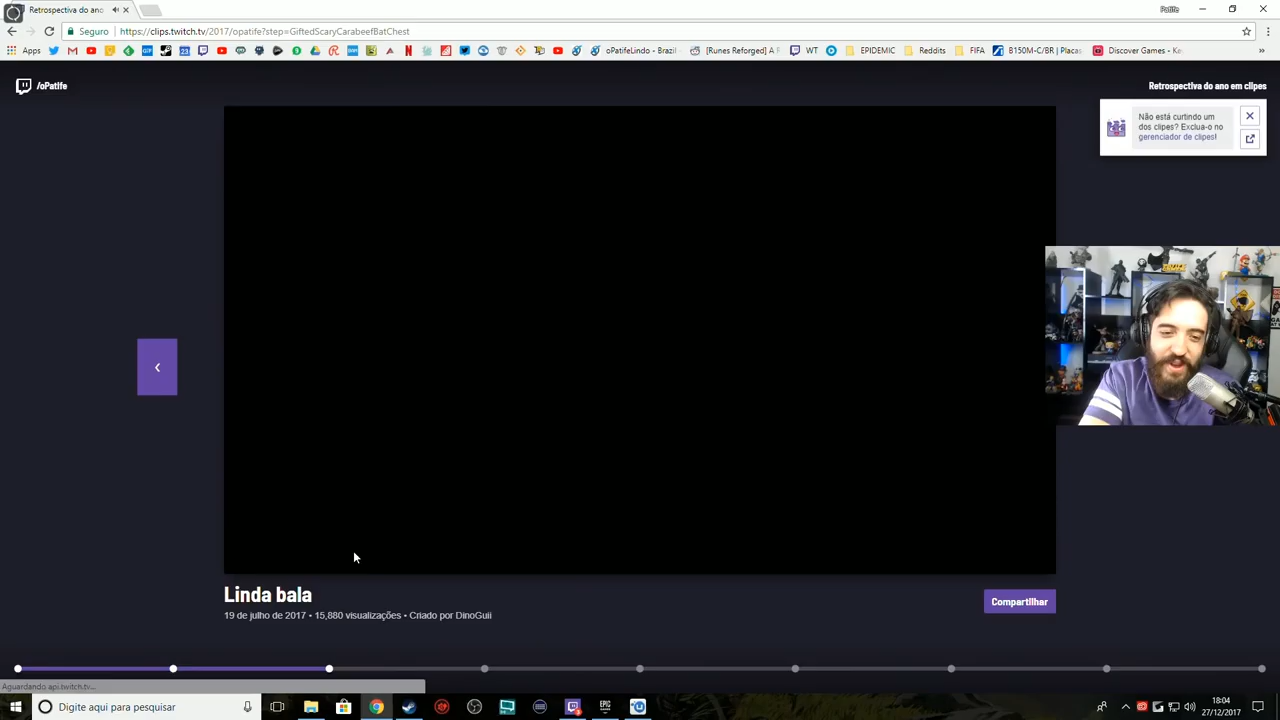 Retrospectiva do ano
Patife
Seguro
https://clips.twitch.tv/2017/opatife?step=GiftedScaryCarabeefBatChest
Apps
oPatifeLindo - Brazil
[Runes Reforged] A R
WT
EPIDEMIC
Reddits
FIFA
B150M-C/BR | Placas
Discover Games - Ke
»
/oPatife
Retrospectiva do ano em clipes
Não está curtindo um
dos clipes? Exclua-o no
gerenciador de clipes!
Linda bala
Compartilhar
19 de julho de 2017 • 15,880 visualizações • Criado por DinoGuii
Aguardando api.twitch.tv...
Digite aqui para pesquisar
18:04
27/12/2017